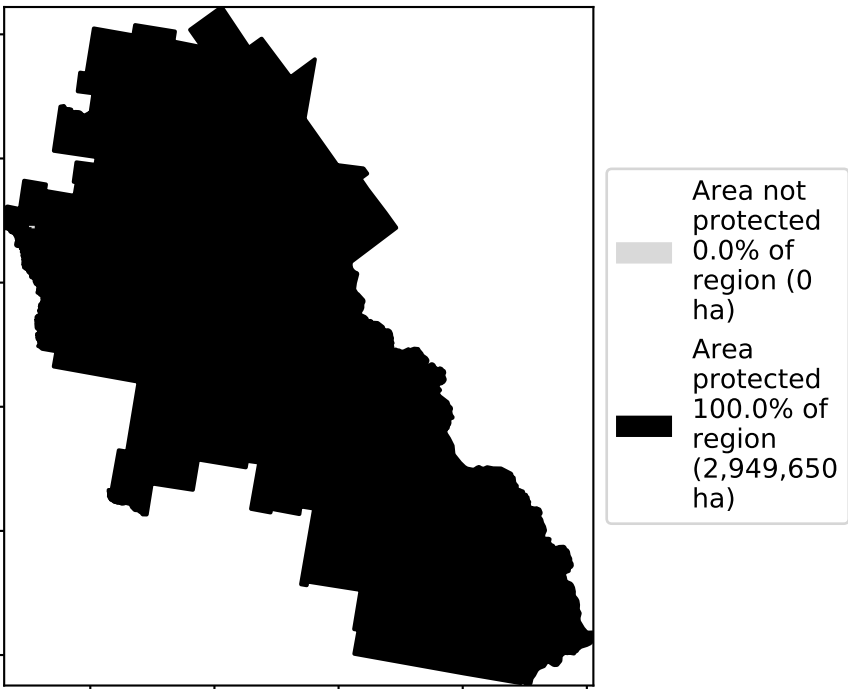 Area not
protected
0.0% of
region (0
ha)
Area
protected
100.0% of
region
(2,949,650
ha)